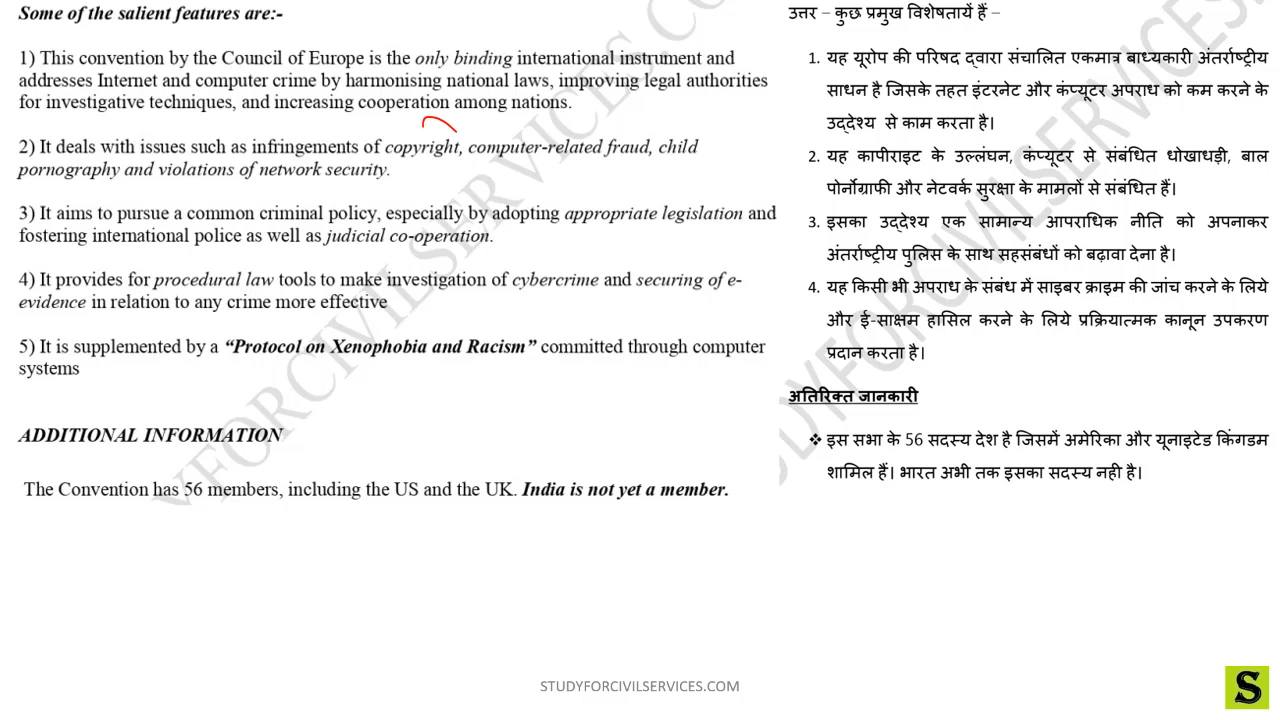 Some of the salient features are:-
1) This convention by the Council of Europe is the only binding international instrument and
addresses Internet and computer crime by harmonising national laws, improving legal authorities
for investigative techniques, and increasing cooperation among nations.
2) It deals with issues such as infringements of copyright, computer-related fraud, child
pornography and violations of network security.
3) It aims to pursue a common criminal policy, especially by adopting appropriate legislation and
fostering international police as well as judicial co-operation.
4) It provides for procedural law tools to make investigation of cybercrime and securing of e-
evidence in relation to any crime more effective
5) It is supplemented by a “Protocol on Xenophobia and Racism” committed through computer
systems
ADDITIONAL INFORMATION
The Convention has 56 members, including the US and the UK. India is not yet a member.
उत्तर – कुछ प्रमुख विशेषतायें हैं –
1. यह यूरोप की परिषद द्वारा संचालित एकमात्र बाध्यकारी अंतर्राष्ट्रीय
साधन है जिसके तहत इंटरनेट और कंप्यूटर अपराध को कम करने के
उद्देश्य से काम करता है।
2. यह कापीराइट के उल्लंघन, कंप्यूटर से संबंधित धोखाधड़ी, बाल
पोर्नोग्राफी और नेटवर्क सुरक्षा के मामलों से संबंधित हैं।
3. इसका उद्देश्य एक सामान्य आपराधिक नीति को अपनाकर
अंतर्राष्ट्रीय पुलिस के साथ सहसंबंधों को बढ़ावा देना है।
4. यह किसी भी अपराध के संबंध में साइबर क्राइम की जांच करने के लिये
और ई-साक्षम हासिल करने के लिये प्रक्रियात्मक कानून उपकरण
प्रदान करता है।
अतिरिक्त जानकारी
❖ इस सभा के 56 सदस्य देश है जिसमें अमेरिका और यूनाइटेड किंगडम
शामिल हैं। भारत अभी तक इसका सदस्य नही है।
STUDYFORCIVILSERVICES.COM
S